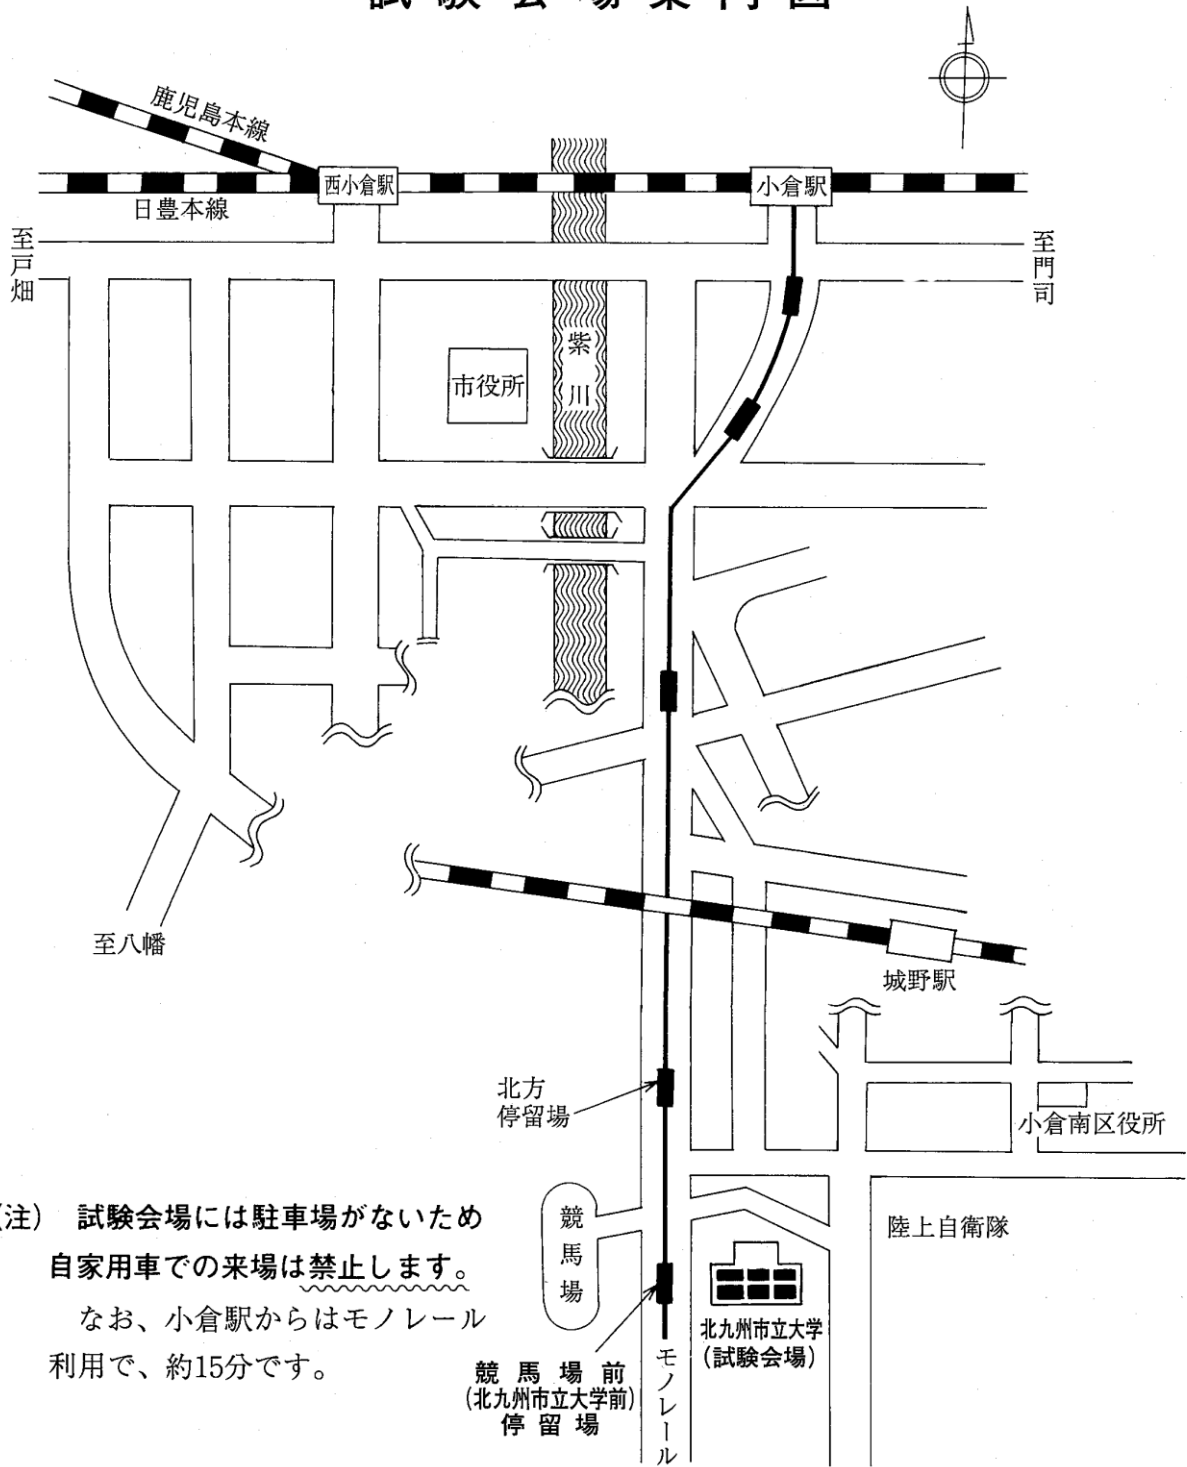 試験会場案内図
鹿児島本線
西小倉駅
小倉駅
日豊本線
至戸畑
至門司
紫川
市役所
至八幡
城野駅
北方
停留場
小倉南区役所
競馬場
陸上自衛隊
(注) 試験会場には駐車場がないため
自家用車での来場は禁止します。
なお、小倉駅からはモノレール
利用で、約15分です。
北九州市立大学
(試験会場)
競馬場前
(北九州市立大学前)
停留場
モノレール